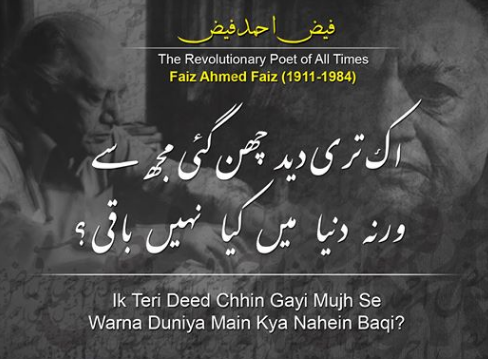 فیض احمد فیض
The Revolutionary Poet of All Times
Faiz Ahmed Faiz (1911-1984)
اک تری دید چھن گئی مجھ سے
ورنہ دنیا میں کیا نہیں باقی؟
Ik Teri Deed Chhin Gayi Mujh Se
Warna Duniya Main Kya Nahein Baqi?